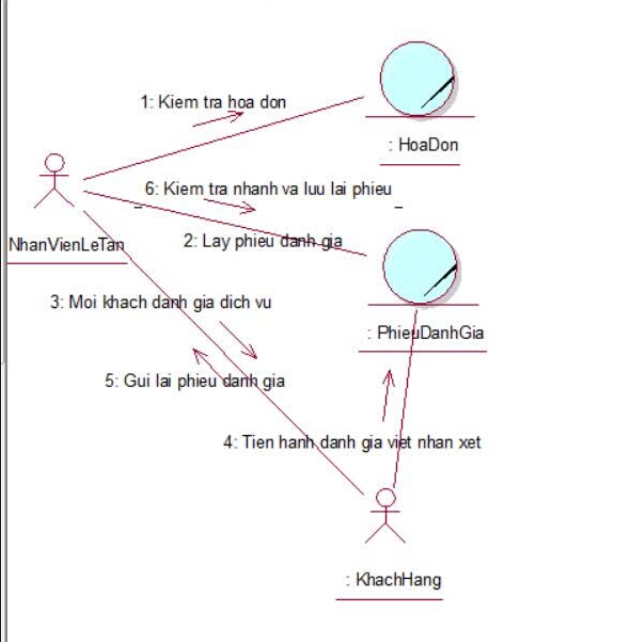 1: Kiem tra hoa don
: HoaDon
6: Kiem tra nhanh va luu lai phieu
2: Lay phieu danh gia
NhanVienLeTan
3: Moi khach danh gia dich vu
: PhieuDanhGia
5: Gui lai phieu danh gia
4: Tien hanh danh gia viet nhan xet
: KhachHang